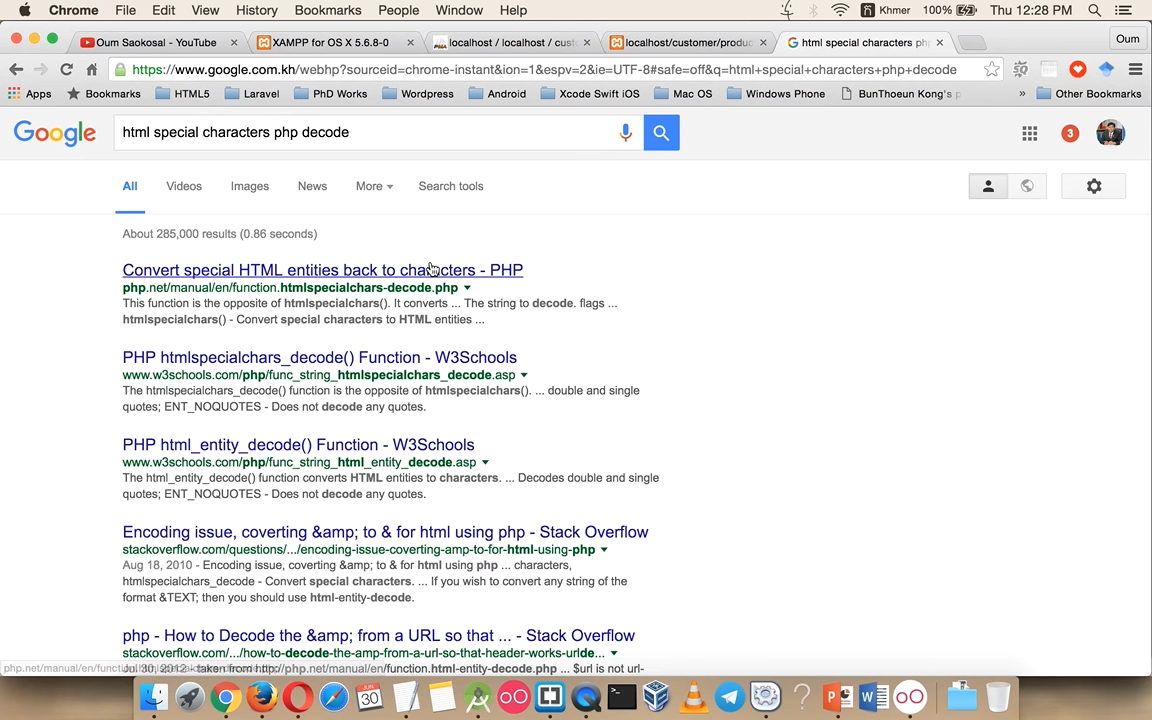 Chrome File Edit View History Bookmarks People Window Help Khmer 100% Thu 12:28 PM
Oum Saokosal - YouTube × XAMPP for OS X 5.6.8-0 × localhost / localhost / cust × localhost/customer/produc × html special characters ph × Oum
https://www.google.com.kh/webhp?sourceid=chrome-instant&ion=1&espv=2&ie=UTF-8#safe=off&q=html+special+characters+php+decode
Apps Bookmarks HTML5 Laravel PhD Works Wordpress Android Xcode Swift iOS Mac OS Windows Phone BunThoeun Kong's p » Other Bookmarks
Google html special characters php decode 3
All Videos Images News More Search tools
About 285,000 results (0.86 seconds)
Convert special HTML entities back to characters - PHP
php.net/manual/en/function.htmlspecialchars-decode.php
This function is the opposite of htmlspecialchars(). It converts ... The string to decode. flags ...
htmlspecialchars() - Convert special characters to HTML entities ...
PHP htmlspecialchars_decode() Function - W3Schools
www.w3schools.com/php/func_string_htmlspecialchars_decode.asp
The htmlspecialchars_decode() function is the opposite of htmlspecialchars(). ... double and single
quotes; ENT_NOQUOTES - Does not decode any quotes.
PHP html_entity_decode() Function - W3Schools
www.w3schools.com/php/func_string_html_entity_decode.asp
The html_entity_decode() function converts HTML entities to characters. ... Decodes double and single
quotes; ENT_NOQUOTES - Does not decode any quotes.
Encoding issue, coverting &amp; to & for html using php - Stack Overflow
stackoverflow.com/questions/.../encoding-issue-coverting-amp-to-for-html-using-php
Aug 18, 2010 - Encoding issue, coverting &amp; to & for html using php ... characters,
htmlspecialchars_decode - Convert special characters. ... If you wish to convert any string of the
format &TEXT; then you should use html-entity-decode.
php - How to Decode the &amp; from a URL so that ... - Stack Overflow
stackoverflow.com/.../how-to-decode-the-amp-from-a-url-so-that-header-works-urlde...
Jul 30, 2012 - taken from http://php.net/manual/en/function.html-entity-decode.php ... $url is not url-